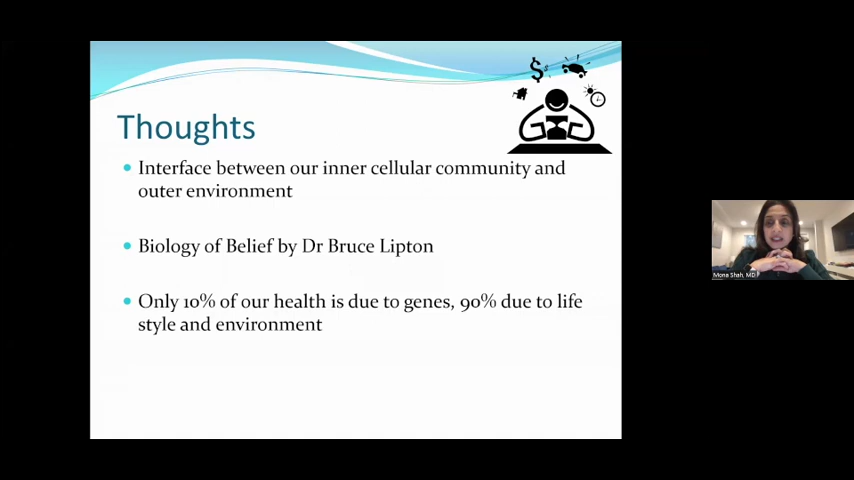 Thoughts
Interface between our inner cellular community and
outer environment
Biology of Belief by Dr Bruce Lipton
Only 10% of our health is due to genes, 90% due to life
style and environment
Mona Shah, MD